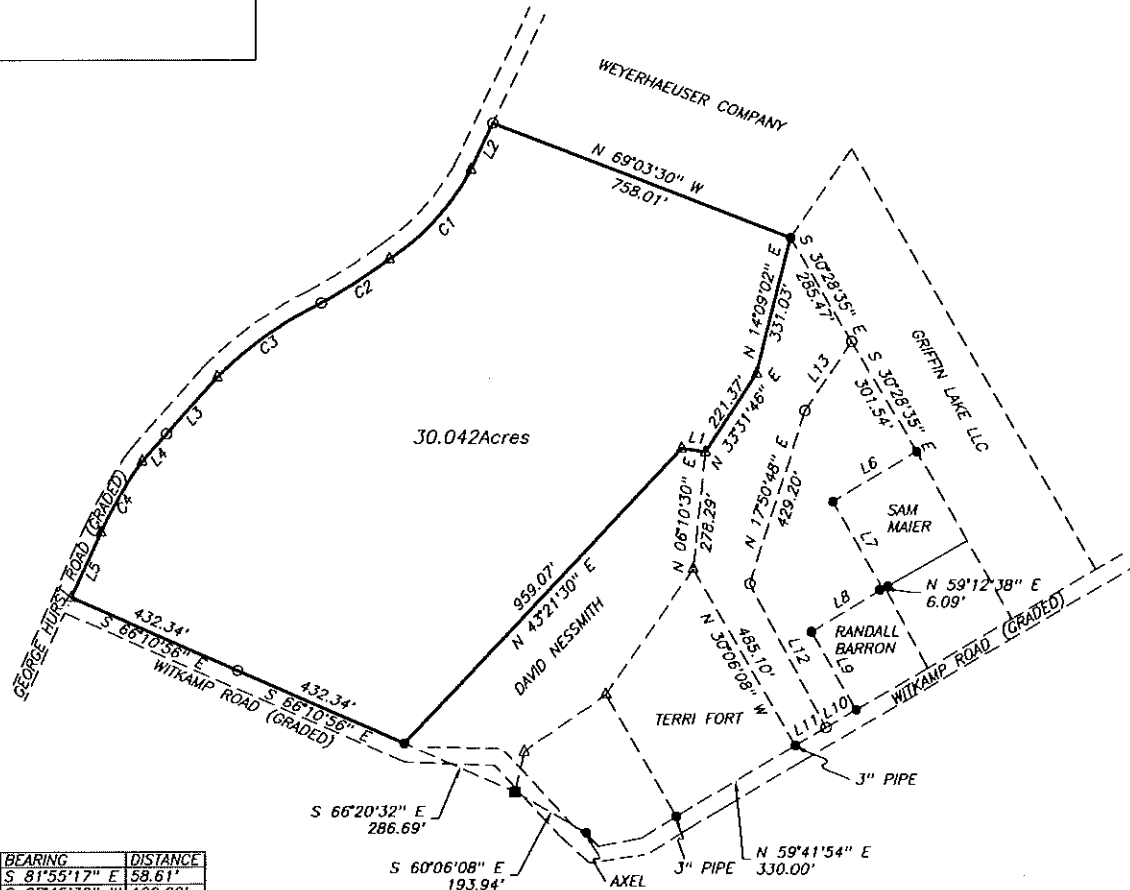 WEYERHAEUSER COMPANY
N 69°03'30" W
758.01'
L2
C1
C2
C3
L3
L4
C4
L5
GEORGE HURST ROAD (GRADED)
30.042Acres
N 14°09'02" E
331.03'
S 30°28'35" E
285.47'
S 30°28'35" E
301.54'
GRIFFIN LAKE LLC
L13
221.37'
N 33°31'46" E
L1
N 06°10'30" E
278.29'
N 17°50'48" E
429.20'
L6
SAM
MAIER
L7
N 59°12'38" E
6.09'
L8
RANDALL
BARRON
L9
WITKAMP ROAD (GRADED)
959.07'
N 43°21'30" E
DAVID NESSMITH
485.10'
N 30°06'08" W
L12
TERRI FORT
L11
L10
3" PIPE
432.34'
S 66°10'56" E
432.34'
S 66°10'56" E
WITKAMP ROAD (GRADED)
S 66°20'32" E
286.69'
S 60°06'08" E
193.94'
AXEL
3" PIPE
N 59°41'54" E
330.00'
BEARING DISTANCE
S 81°55'17" E 58.61'